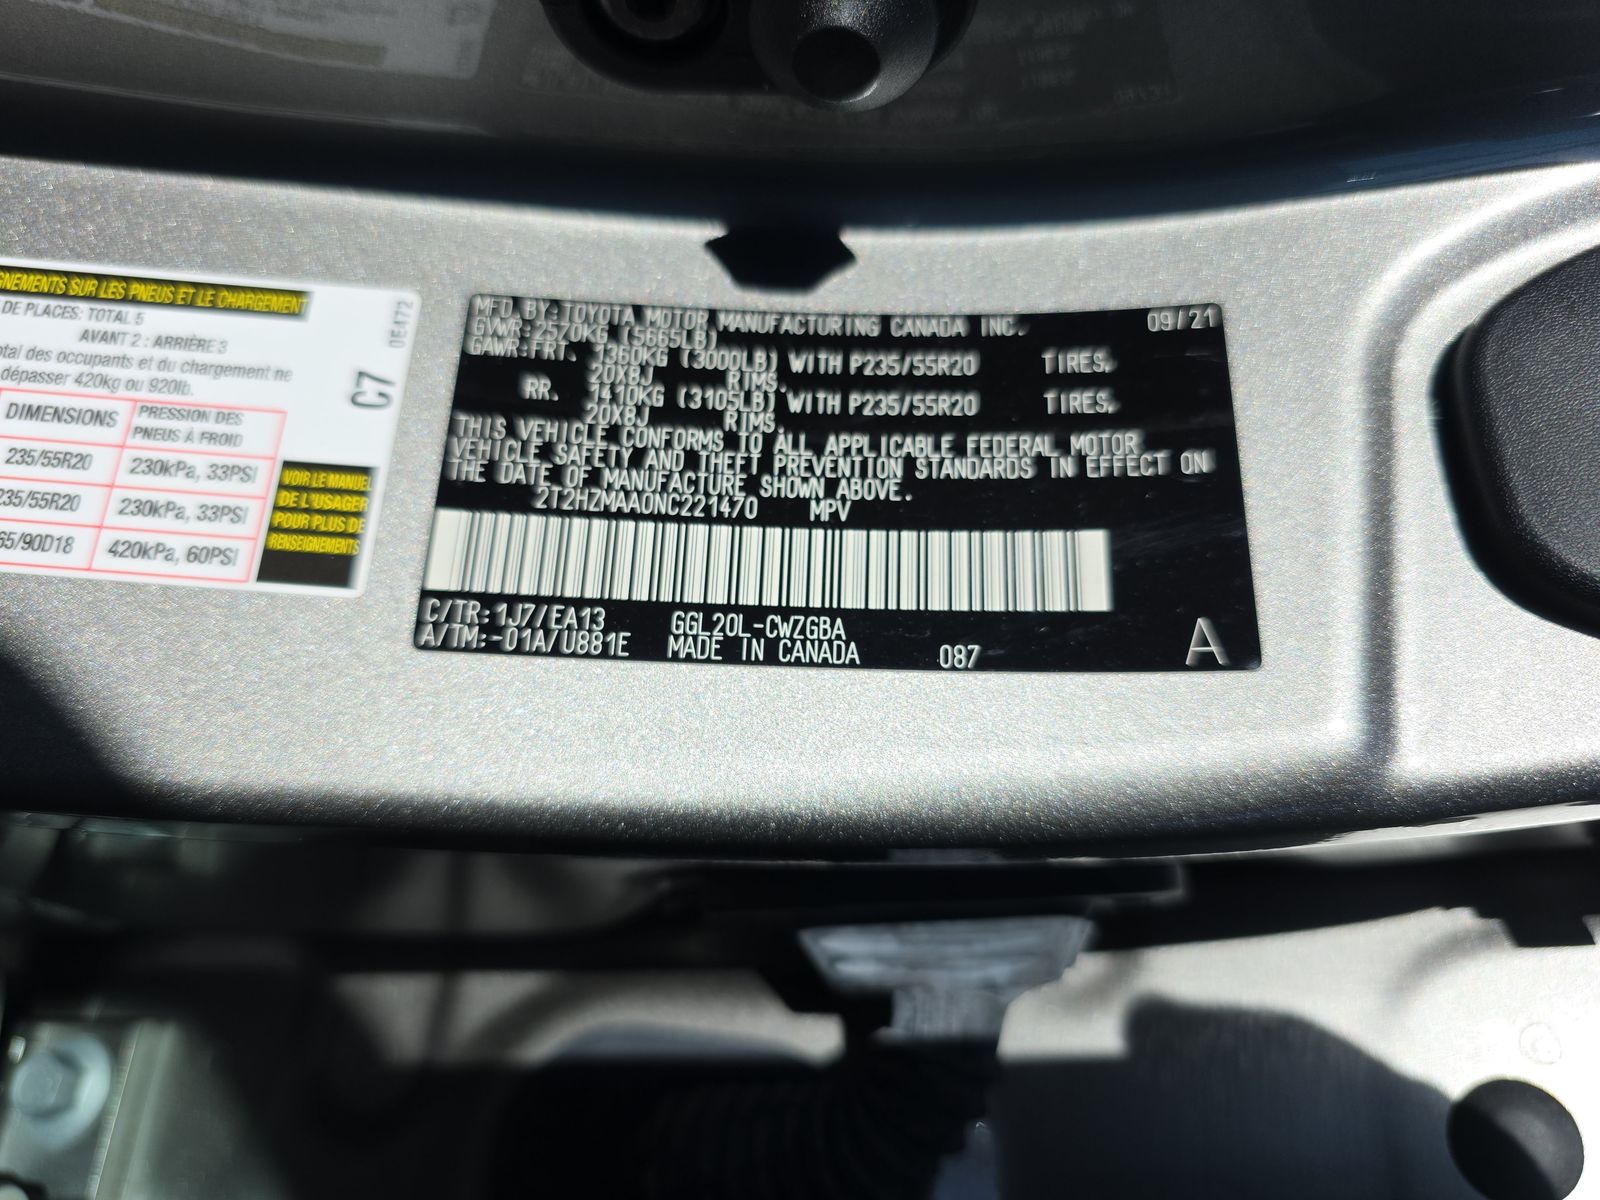 GNEMENTS SUR LES PNEUS ET LE CHARGEMENT
DE PLACES: TOTAL 5
AVANT 2 : ARRIÈRE 3
otal des occupants et du chargement ne
dépasser 420kg ou 920lb.
DIMENSIONS PRESSION DES PNEUS À FROID
235/55R20 230kPa, 33PSI
235/55R20 230kPa, 33PSI
65/90D18 420kPa, 60PSI
VOIR LE MANUEL
DE L'USAGER
POUR PLUS DE
RENSEIGNEMENTS
0E472
C7
MFD. BY: TOYOTA MOTOR MANUFACTURING CANADA INC. 09/21
GVWR: 2570KG (5665LB)
GAWR: FRT. 1360KG (3000LB) WITH P235/55R20 TIRES,
20X8J RIMS.
RR. 1410KG (3105LB) WITH P235/55R20 TIRES,
20X8J RIMS.
THIS VEHICLE CONFORMS TO ALL APPLICABLE FEDERAL MOTOR
VEHICLE SAFETY AND THEFT PREVENTION STANDARDS IN EFFECT ON
THE DATE OF MANUFACTURE SHOWN ABOVE.
2T2HZMAA0NC221470 MPV
C/TR: 1J7/EA13 GGL20L-CWZGBA
A/TM: -01A/U881E MADE IN CANADA 087 A